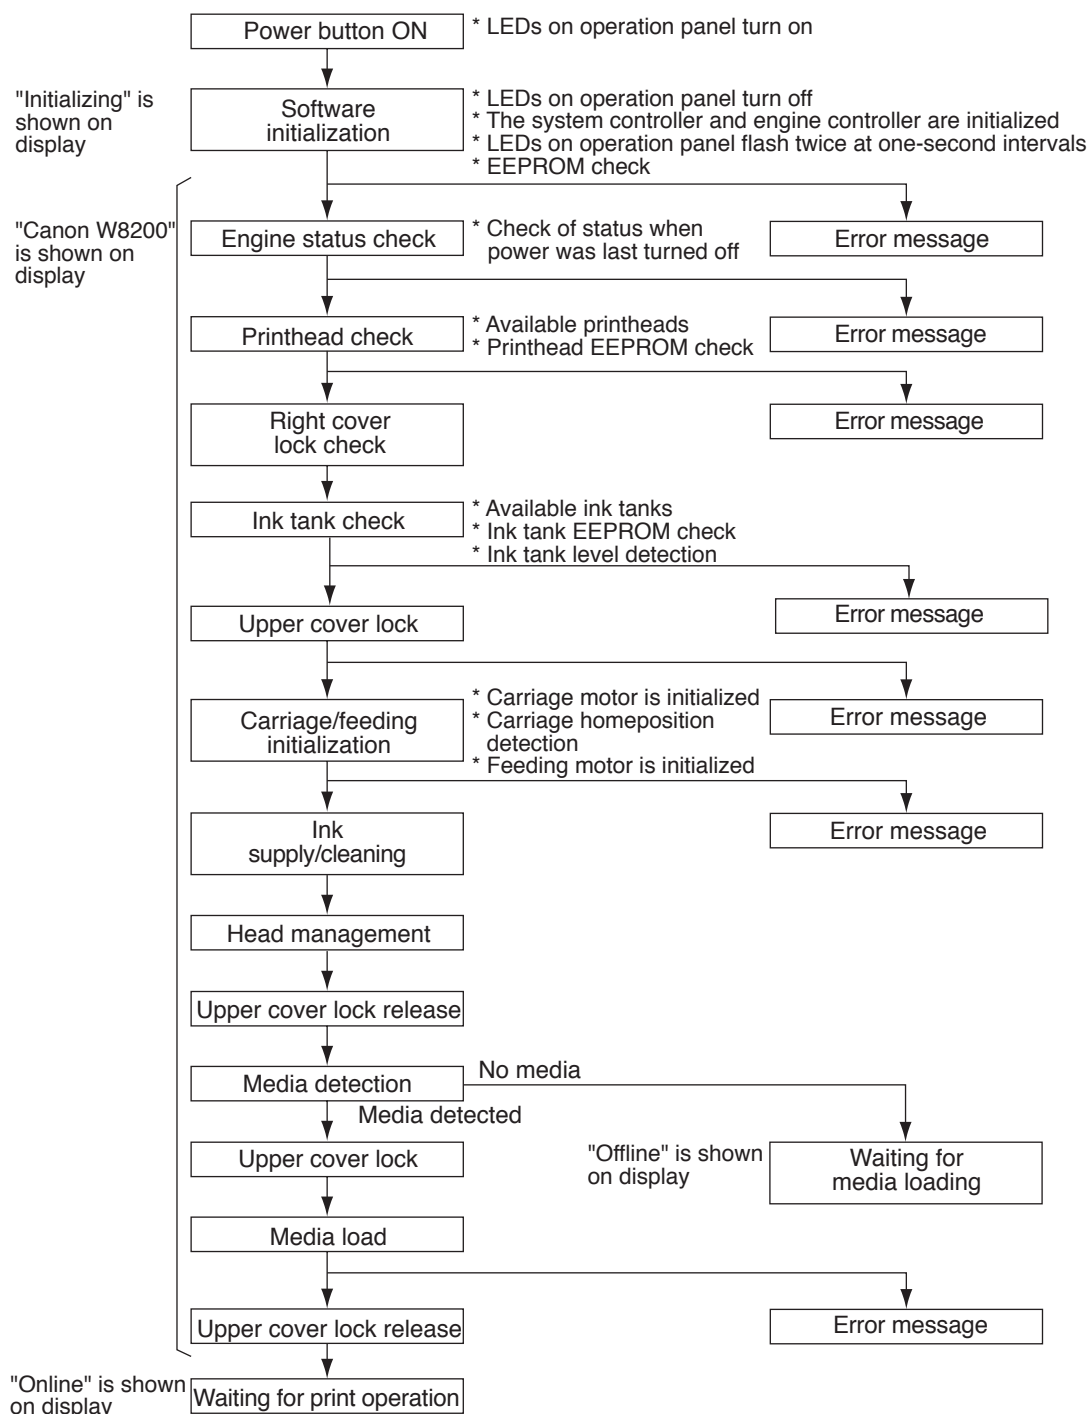 Power button ON
* LEDs on operation panel turn on
"Initializing" is
shown on
display
Software
initialization
* LEDs on operation panel turn off
* The system controller and engine controller are initialized
* LEDs on operation panel flash twice at one-second intervals
* EEPROM check
"Canon W8200"
is shown on
display
Engine status check
* Check of status when
power was last turned off
Error message
Printhead check
* Available printheads
* Printhead EEPROM check
Error message
Right cover
lock check
Error message
Ink tank check
* Available ink tanks
* Ink tank EEPROM check
* Ink tank level detection
Upper cover lock
Error message
Carriage/feeding
initialization
* Carriage motor is initialized
* Carriage homeposition
detection
* Feeding motor is initialized
Error message
Ink
supply/cleaning
Error message
Head management
Upper cover lock release
Media detection
No media
Media detected
Upper cover lock
"Offline" is shown
on display
Waiting for
media loading
Media load
Upper cover lock release
Error message
"Online" is shown
on display
Waiting for print operation